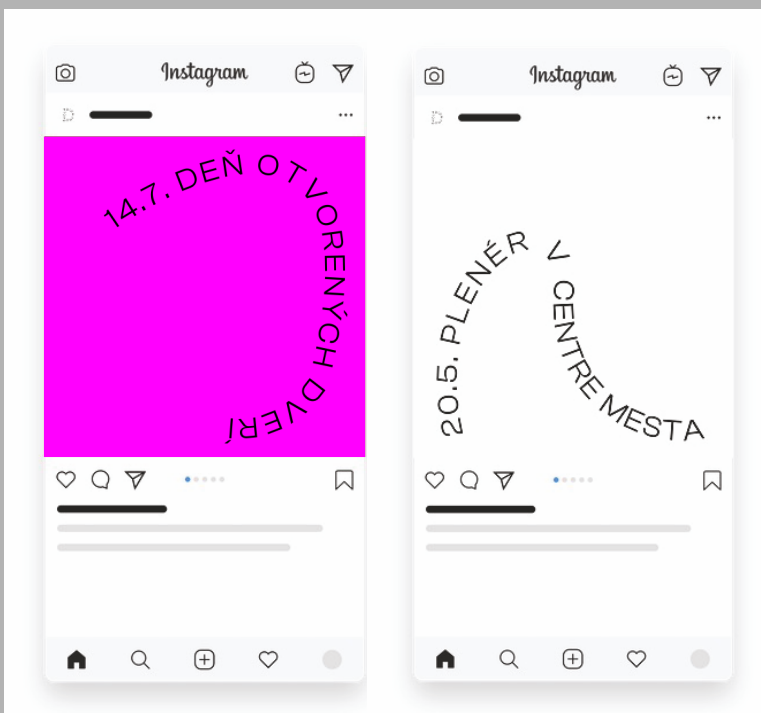 Instagram
14.7. DEŇ OTVORENÝCH DVERÍ
Instagram
20.5. PLENÉR V CENTRE MESTA